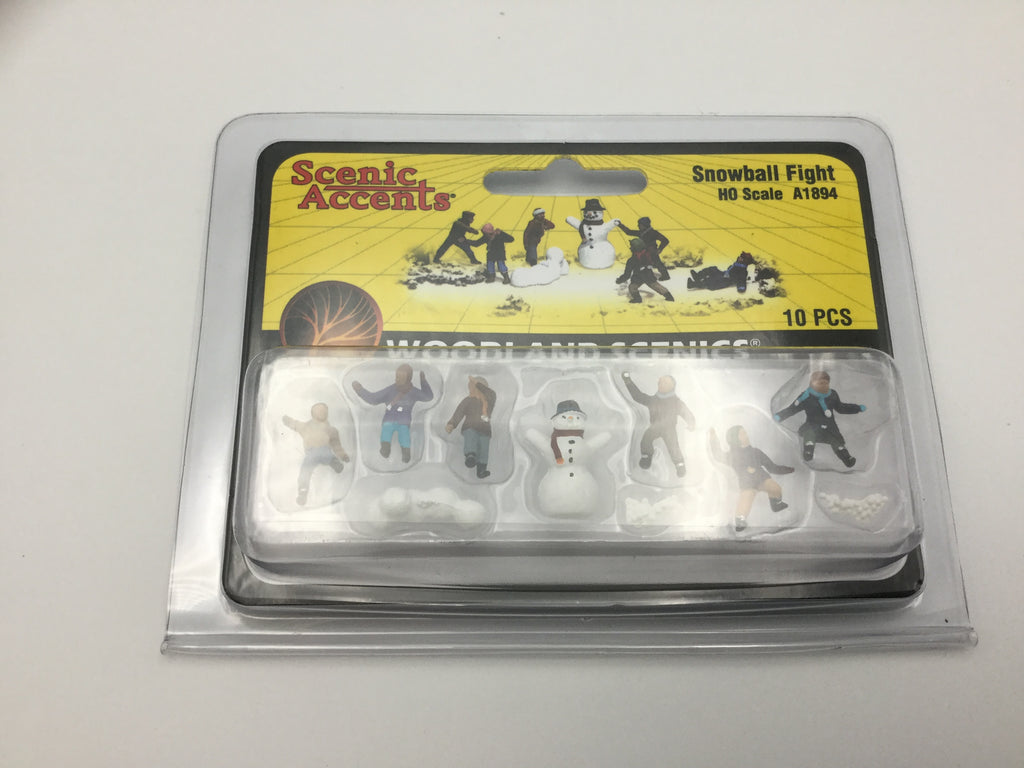 Scenic
Accents®
Snowball Fight
HO Scale A1894
10 PCS
WOODLAND SCENICS®